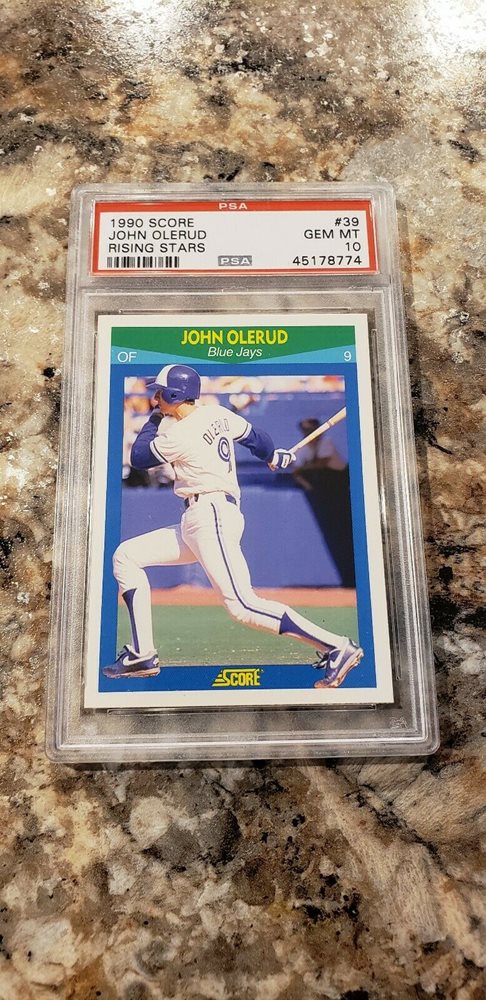 PSA
1990 SCORE #39
JOHN OLERUD GEM MT
RISING STARS 10
PSA 45178774
JOHN OLERUD
Blue Jays
OF 9
OLERUD
9
SCORE